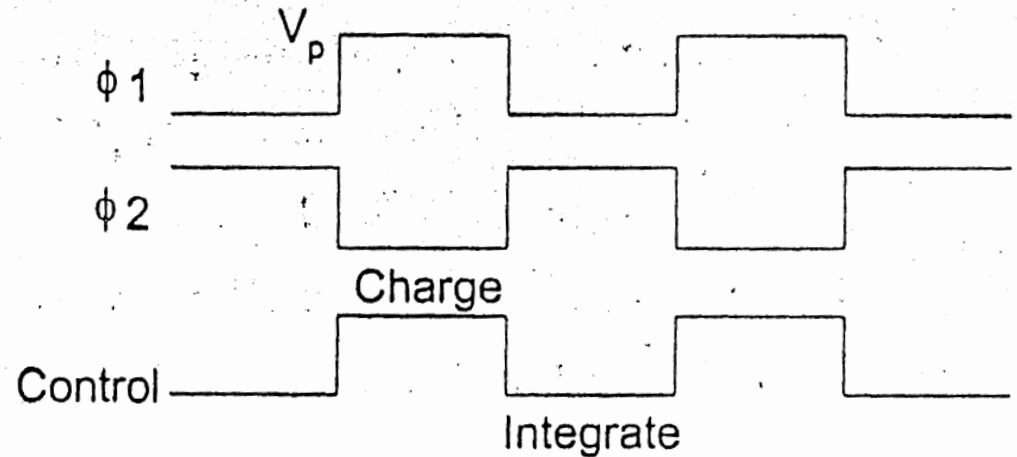 Vp
ϕ1
ϕ2
Charge
Control
Integrate